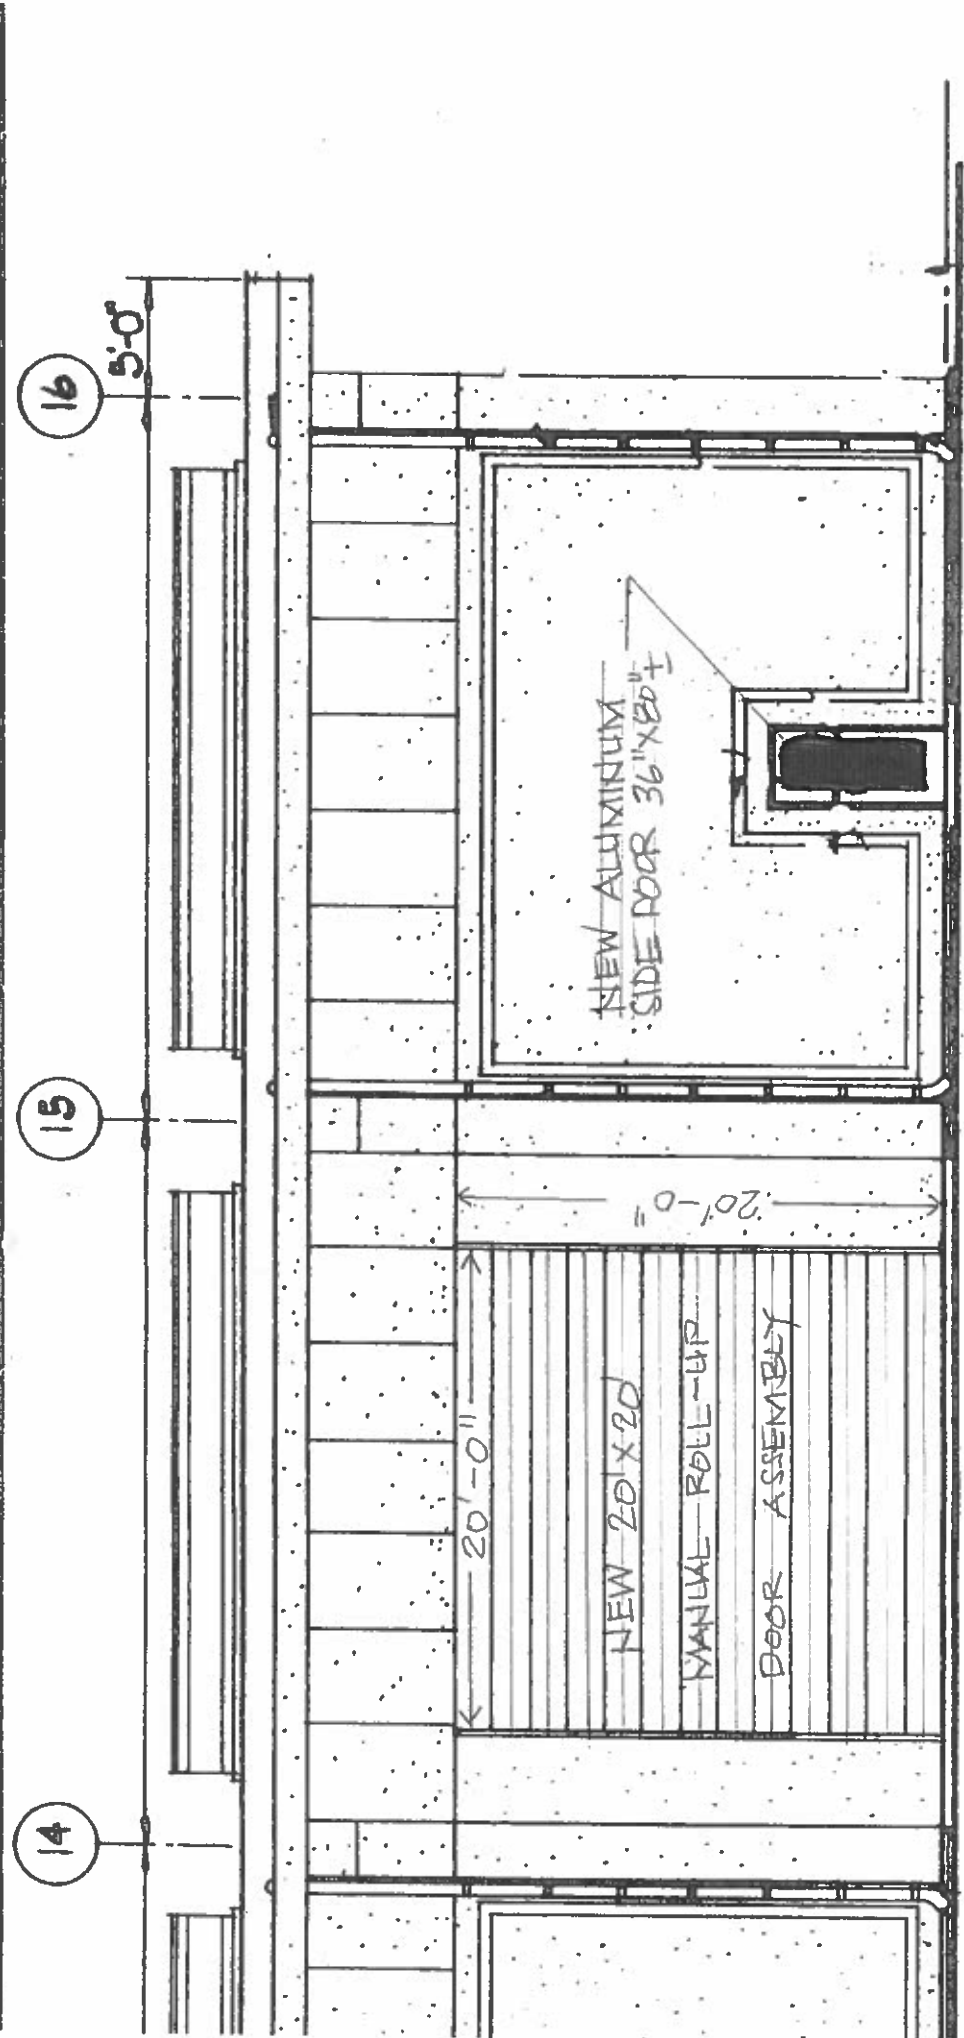 14
15
16
5'-0"
20'-0"
NEW 20'X20'
MANUAL ROLL-UP
DOOR ASSEMBLY
20'-0"
NEW ALUMINUM
SIDE DOOR 36"X80"±